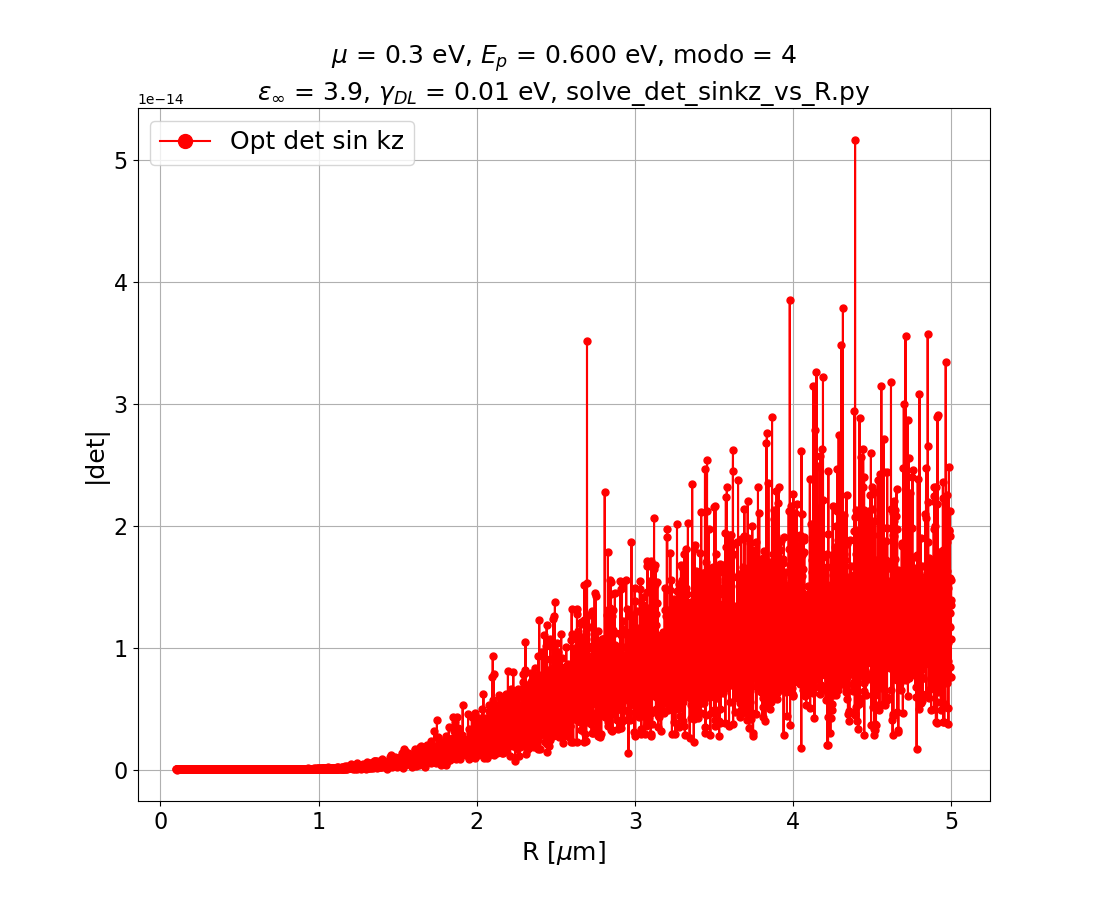 μ = 0.3 eV, E_p = 0.600 eV, modo = 4
ε_∞ = 3.9, γ_DL = 0.01 eV, solve_det_sinkz_vs_R.py
1e−14
Opt det sin kz
5
4
3
2
1
0
|det|
0 1 2 3 4 5
R [μm]